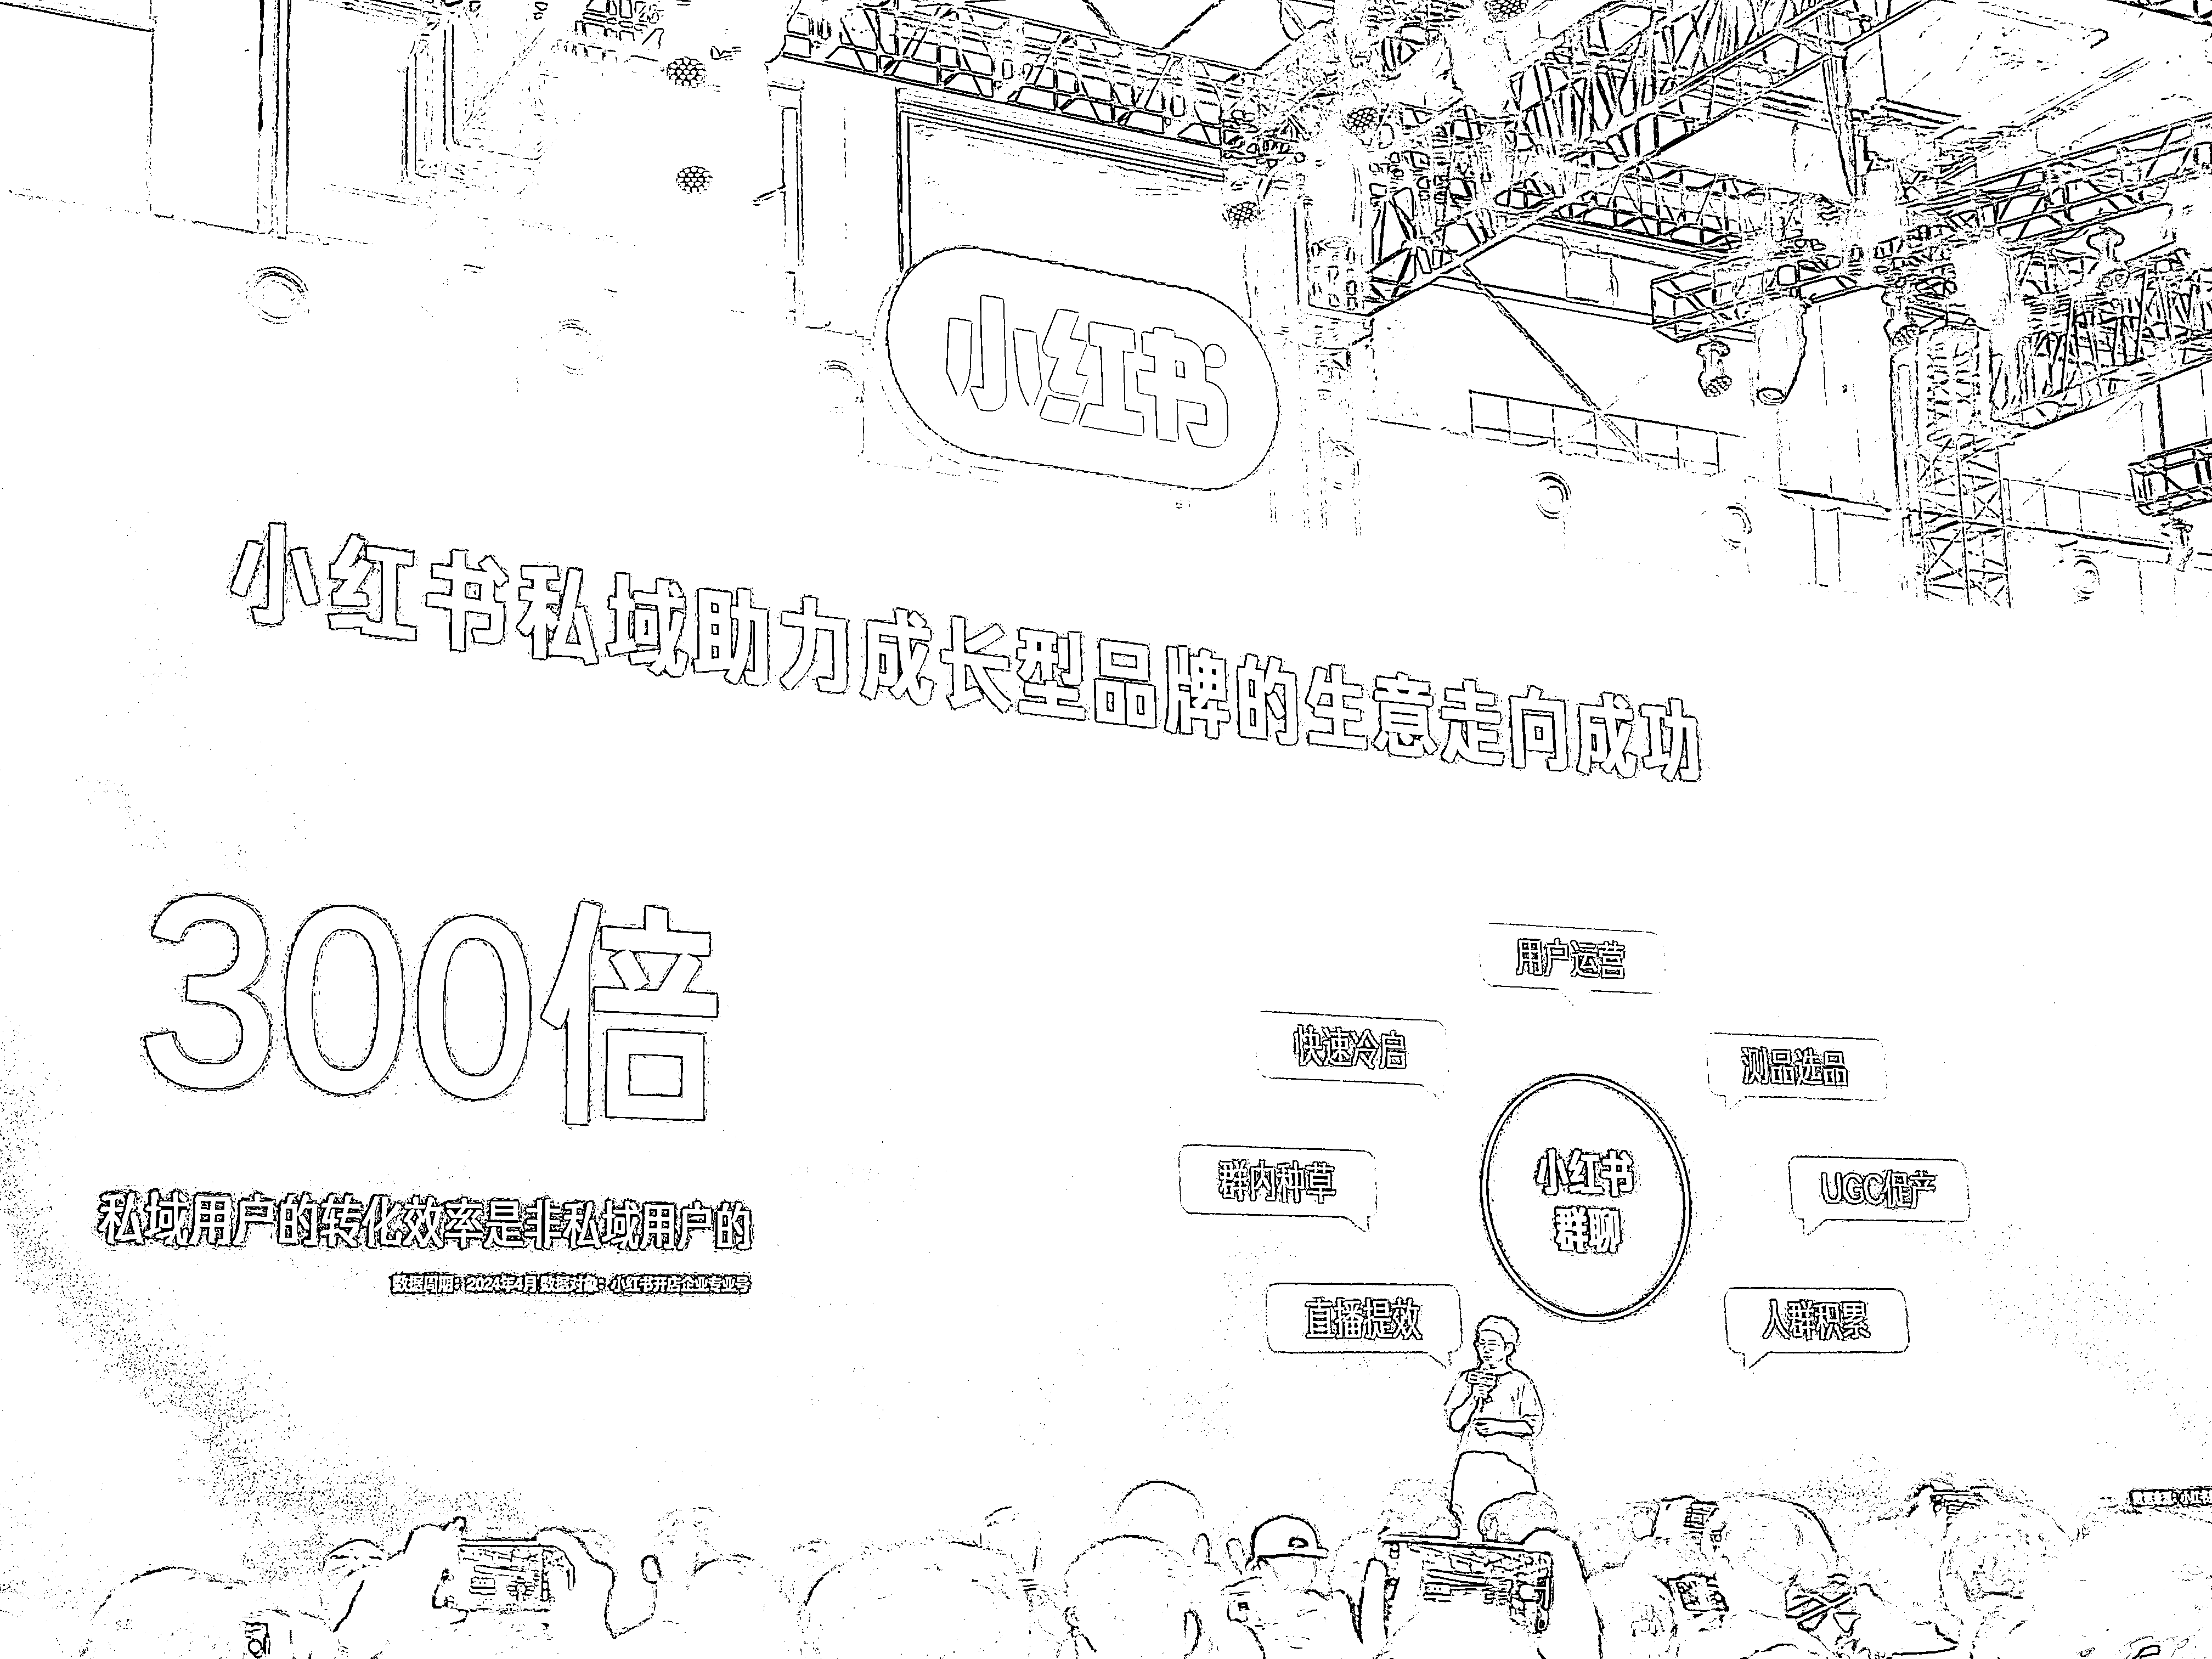 小红书
小红书私域助力成长型品牌的生意走向成功
300倍
私域用户的转化效率是非私域用户的
数据周期：2024年4月 数据对象：小红书开店企业专业号
用户运营
快速冷启
测品选品
群内种草
小红书
群聊
UGC促产
直播提效
人群积累